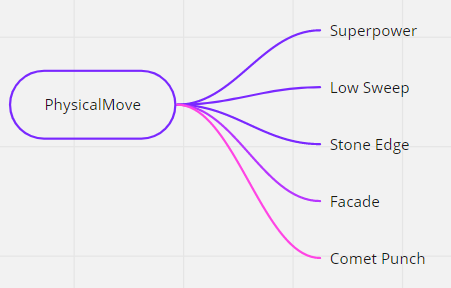 PhysicalMove
Superpower
Low Sweep
Stone Edge
Facade
Comet Punch